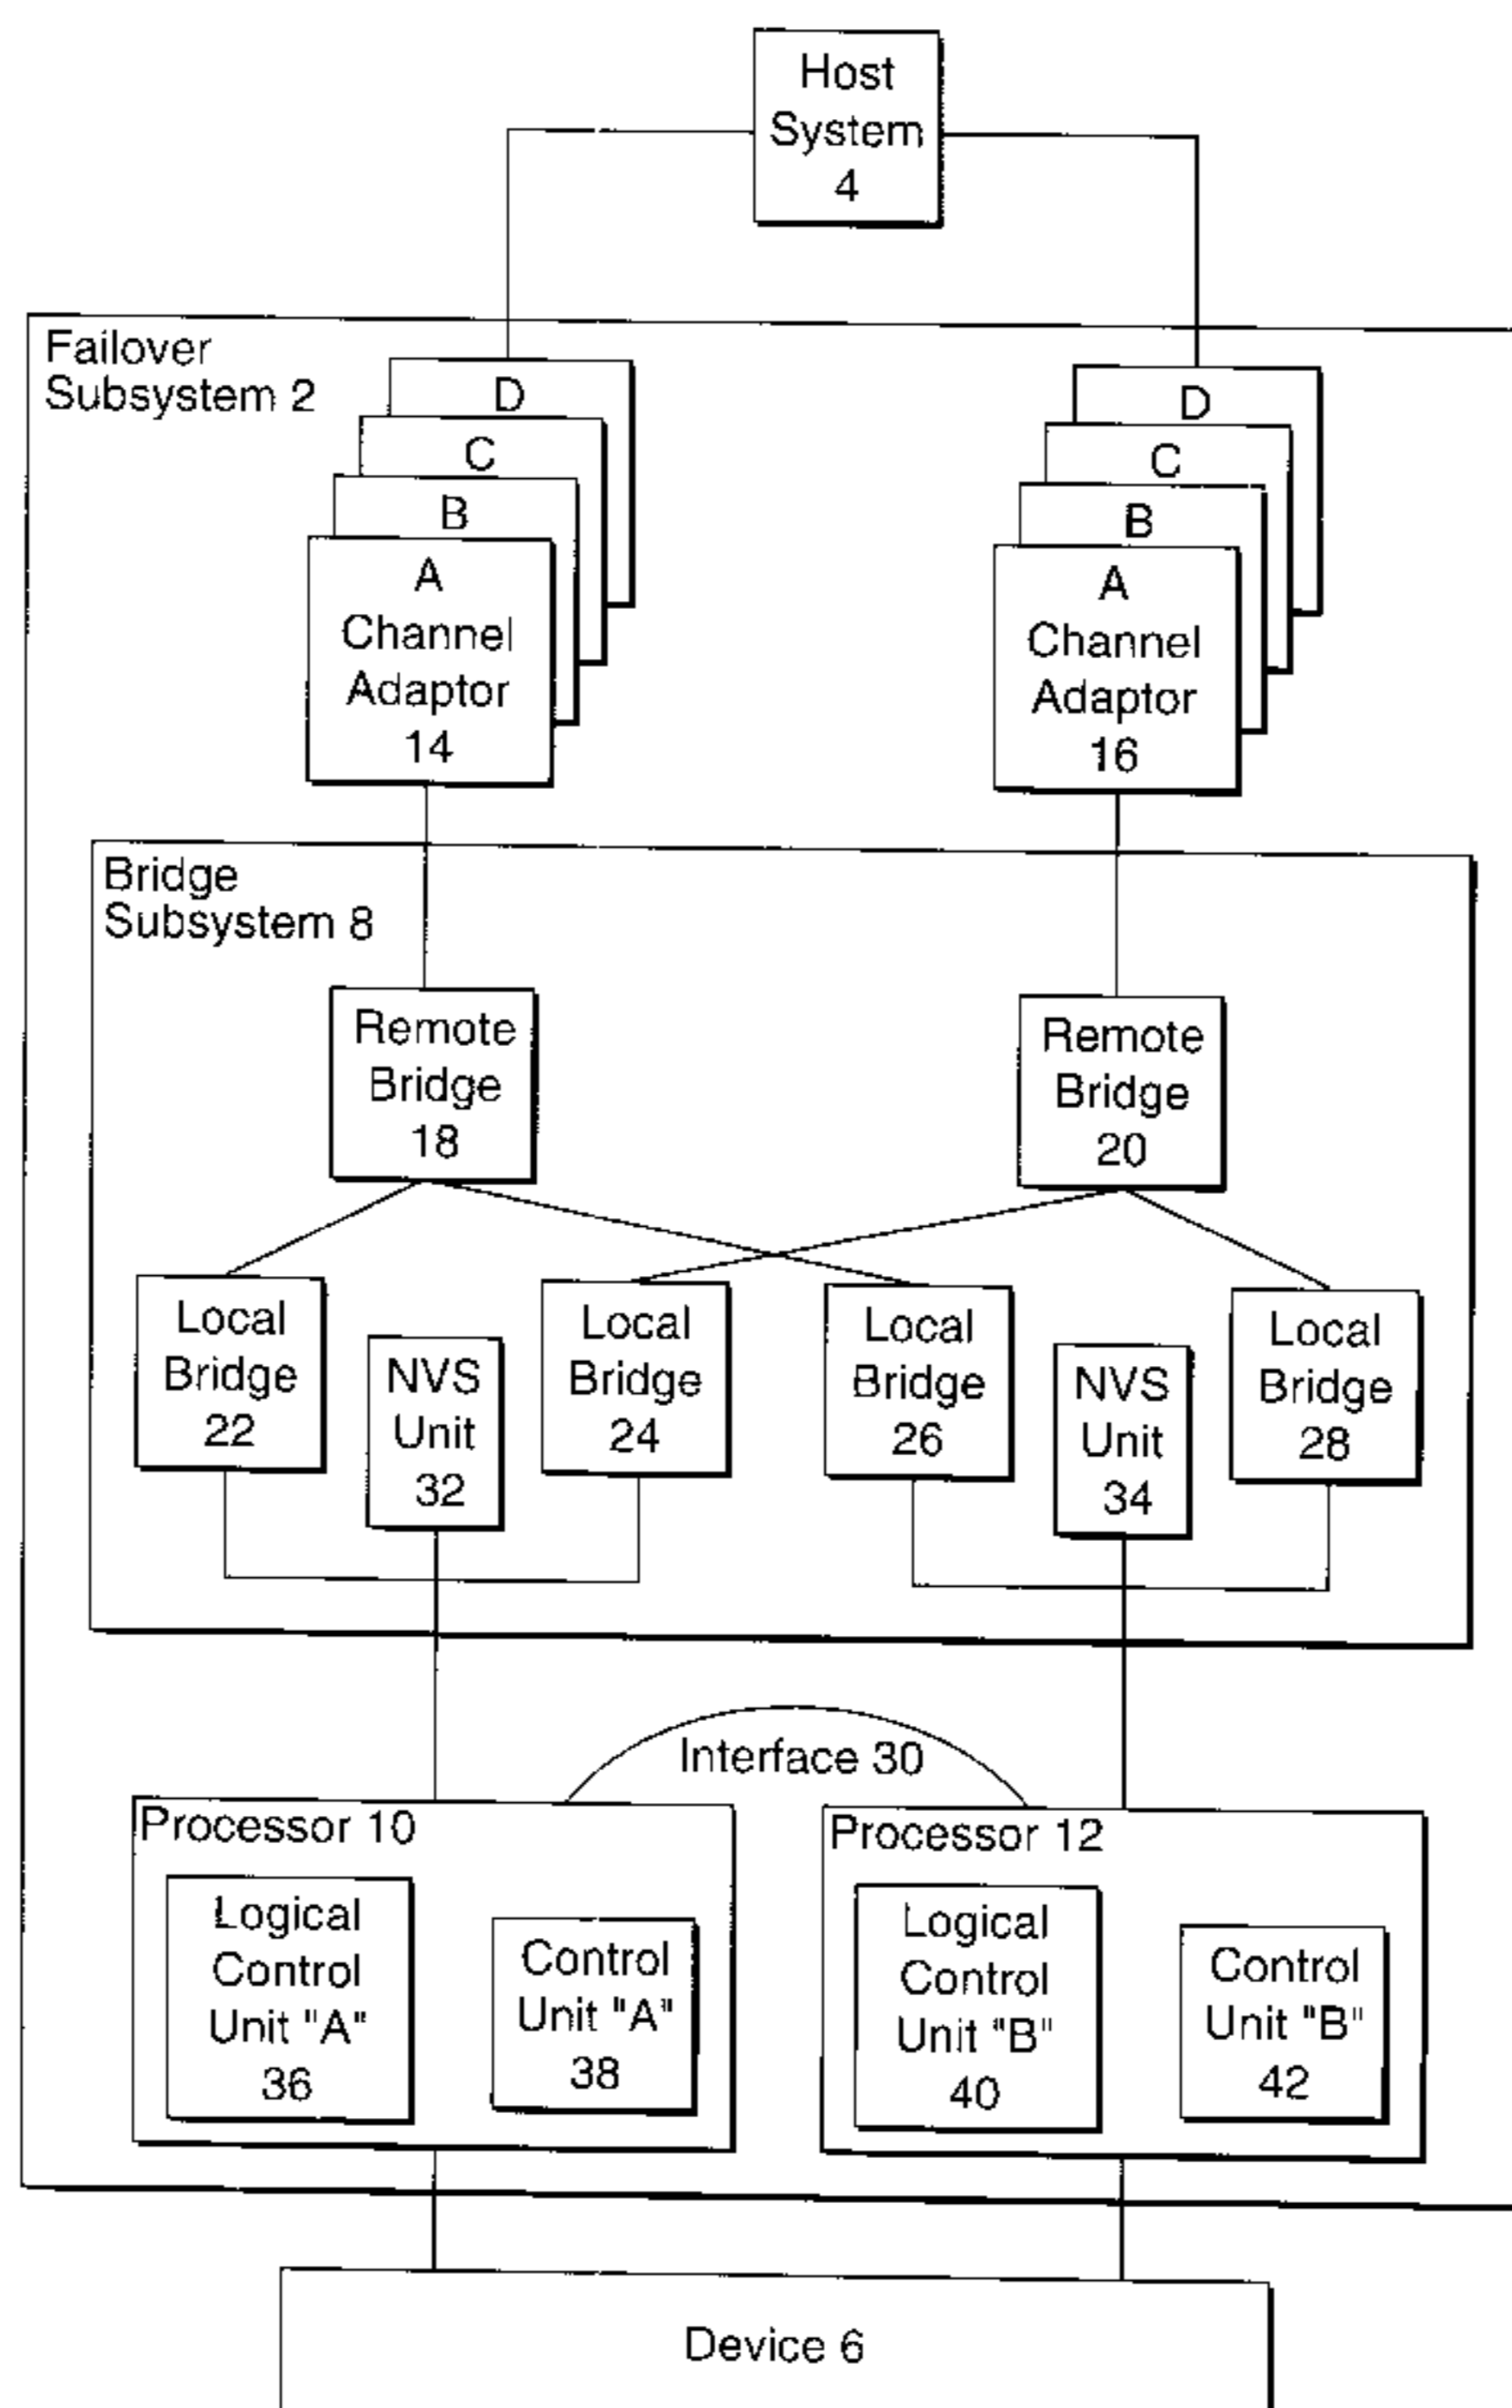 Host
System
4
Failover
Subsystem 2
D
C
B
A
Channel
Adaptor
14
D
C
B
A
Channel
Adaptor
16
Bridge
Subsystem 8
Remote
Bridge
18
Remote
Bridge
20
Local
Bridge
22
NVS
Unit
32
Local
Bridge
24
Local
Bridge
26
NVS
Unit
34
Local
Bridge
28
Interface 30
Processor 10
Logical
Control
Unit "A"
36
Control
Unit "A"
38
Processor 12
Logical
Control
Unit "B"
40
Control
Unit "B"
42
Device 6